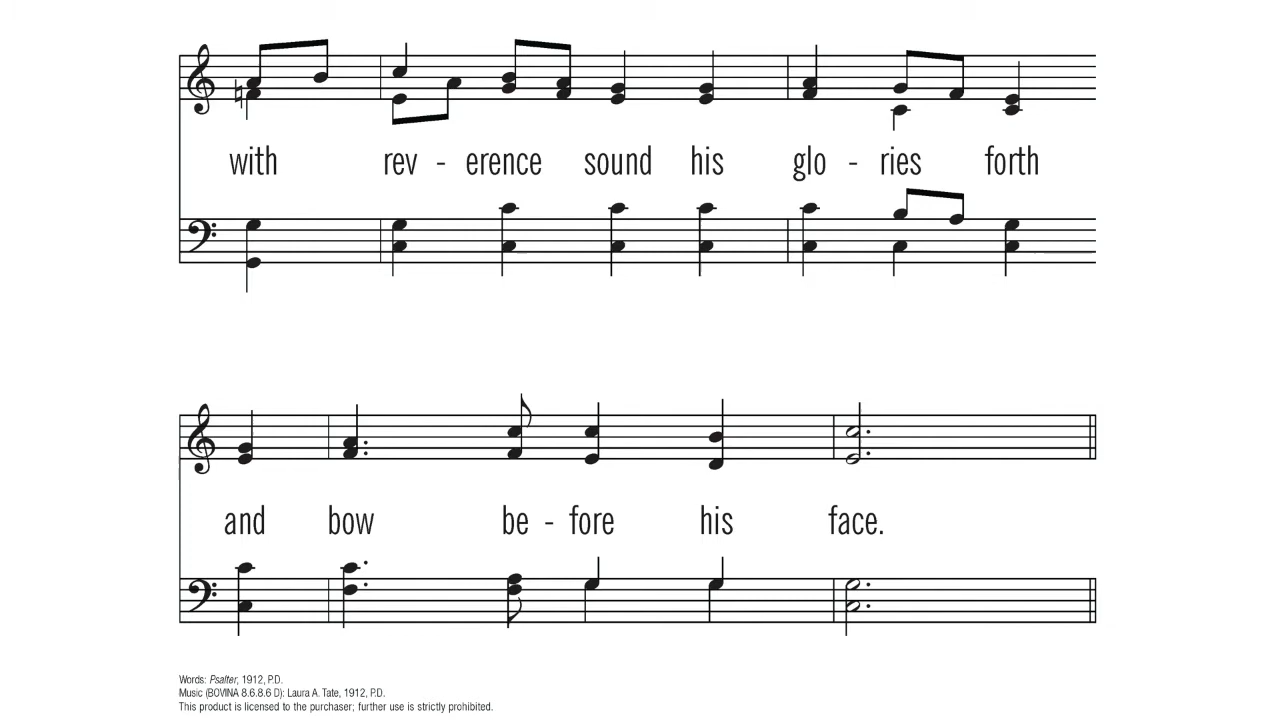 with rev - erence sound his glo - ries forth
and bow be - fore his face.
Words: Psalter, 1912, P.D.
Music (BOVINA 8.6.8.6 D): Laura A. Tate, 1912, P.D.
This product is licensed to the purchaser; further use is strictly prohibited.